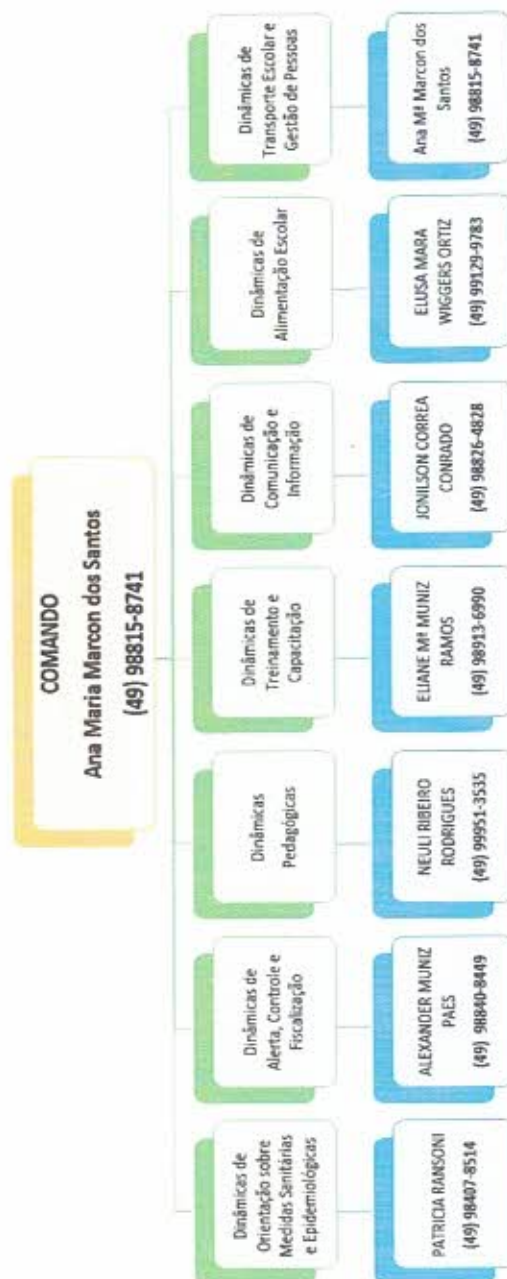 COMANDO
Ana Maria Marcon dos Santos
(49) 98815-8741
Dinâmicas de
Orientação sobre
Medidas Sanitárias
e Epidemiológicas
Dinâmicas de
Alerta, Controle e
Fiscalização
Dinâmicas
Pedagógicas
Dinâmicas de
Treinamento e
Capacitação
Dinâmicas de
Comunicação e
Informação
Dinâmicas de
Alimentação Escolar
Dinâmicas de
Transporte Escolar e
Gestão de Pessoas
PATRICIA RANSONI
(49) 98407-8514
ALEXANDER MUNIZ
PAES
(49) 98840-8449
NEULI RIBEIRO
RODRIGUES
(49) 99951-3535
ELIANE Mª MUNIZ
RAMOS
(49) 98913-6990
JONILSON CORREA
CONRADO
(49) 98826-4828
ELUSA MARA
WIGGERS ORTIZ
(49) 99129-9783
Ana Mª Marcon dos
Santos
(49) 98815-8741